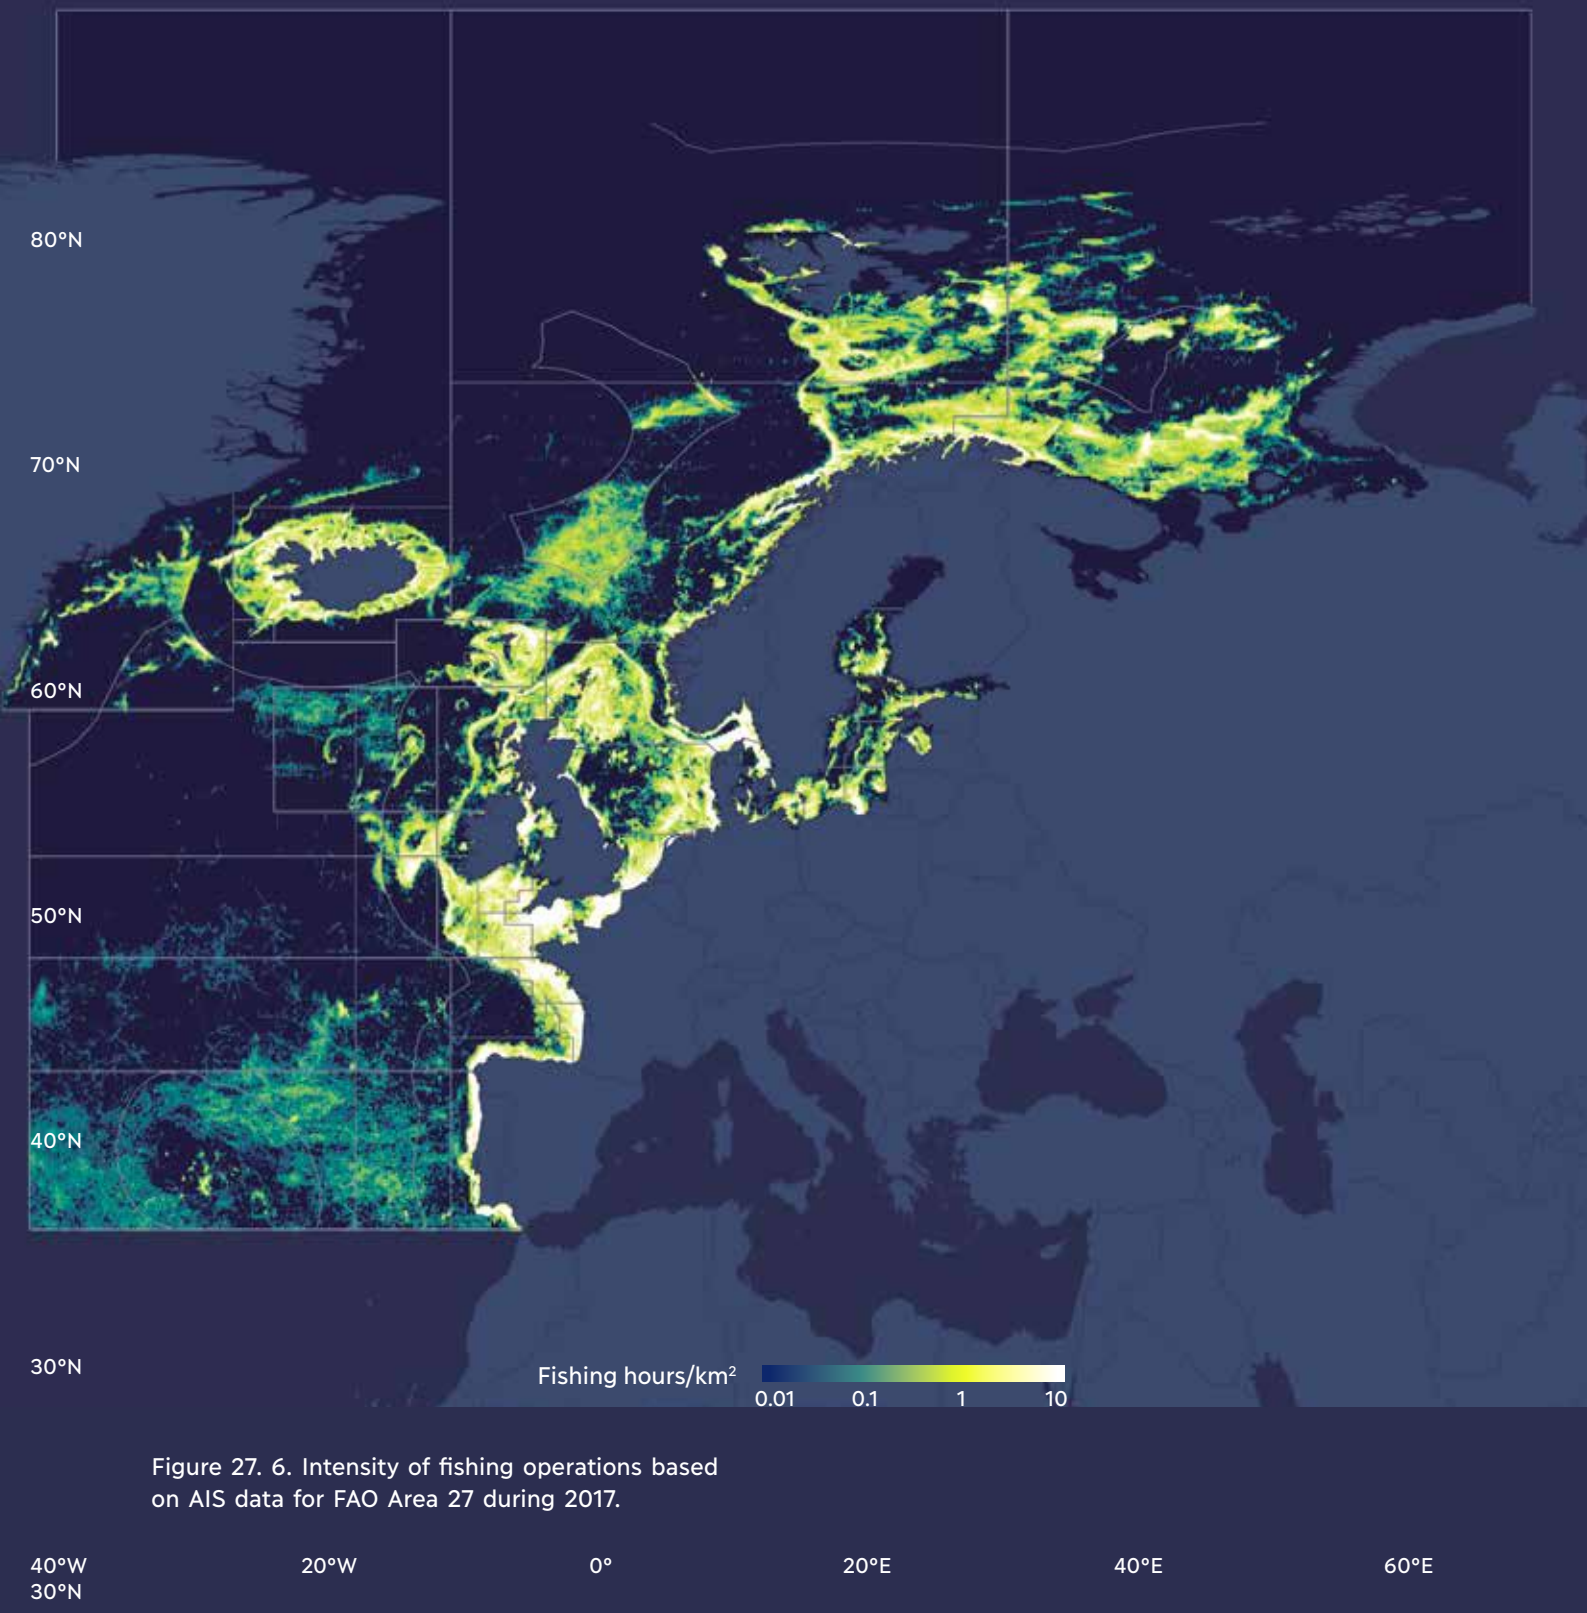 80°N
70°N
60°N
50°N
40°N
30°N
Fishing hours/km²
0.01 0.1 1 10
Figure 27. 6. Intensity of fishing operations based
on AIS data for FAO Area 27 during 2017.
40°W 20°W 0° 20°E 40°E 60°E
30°N